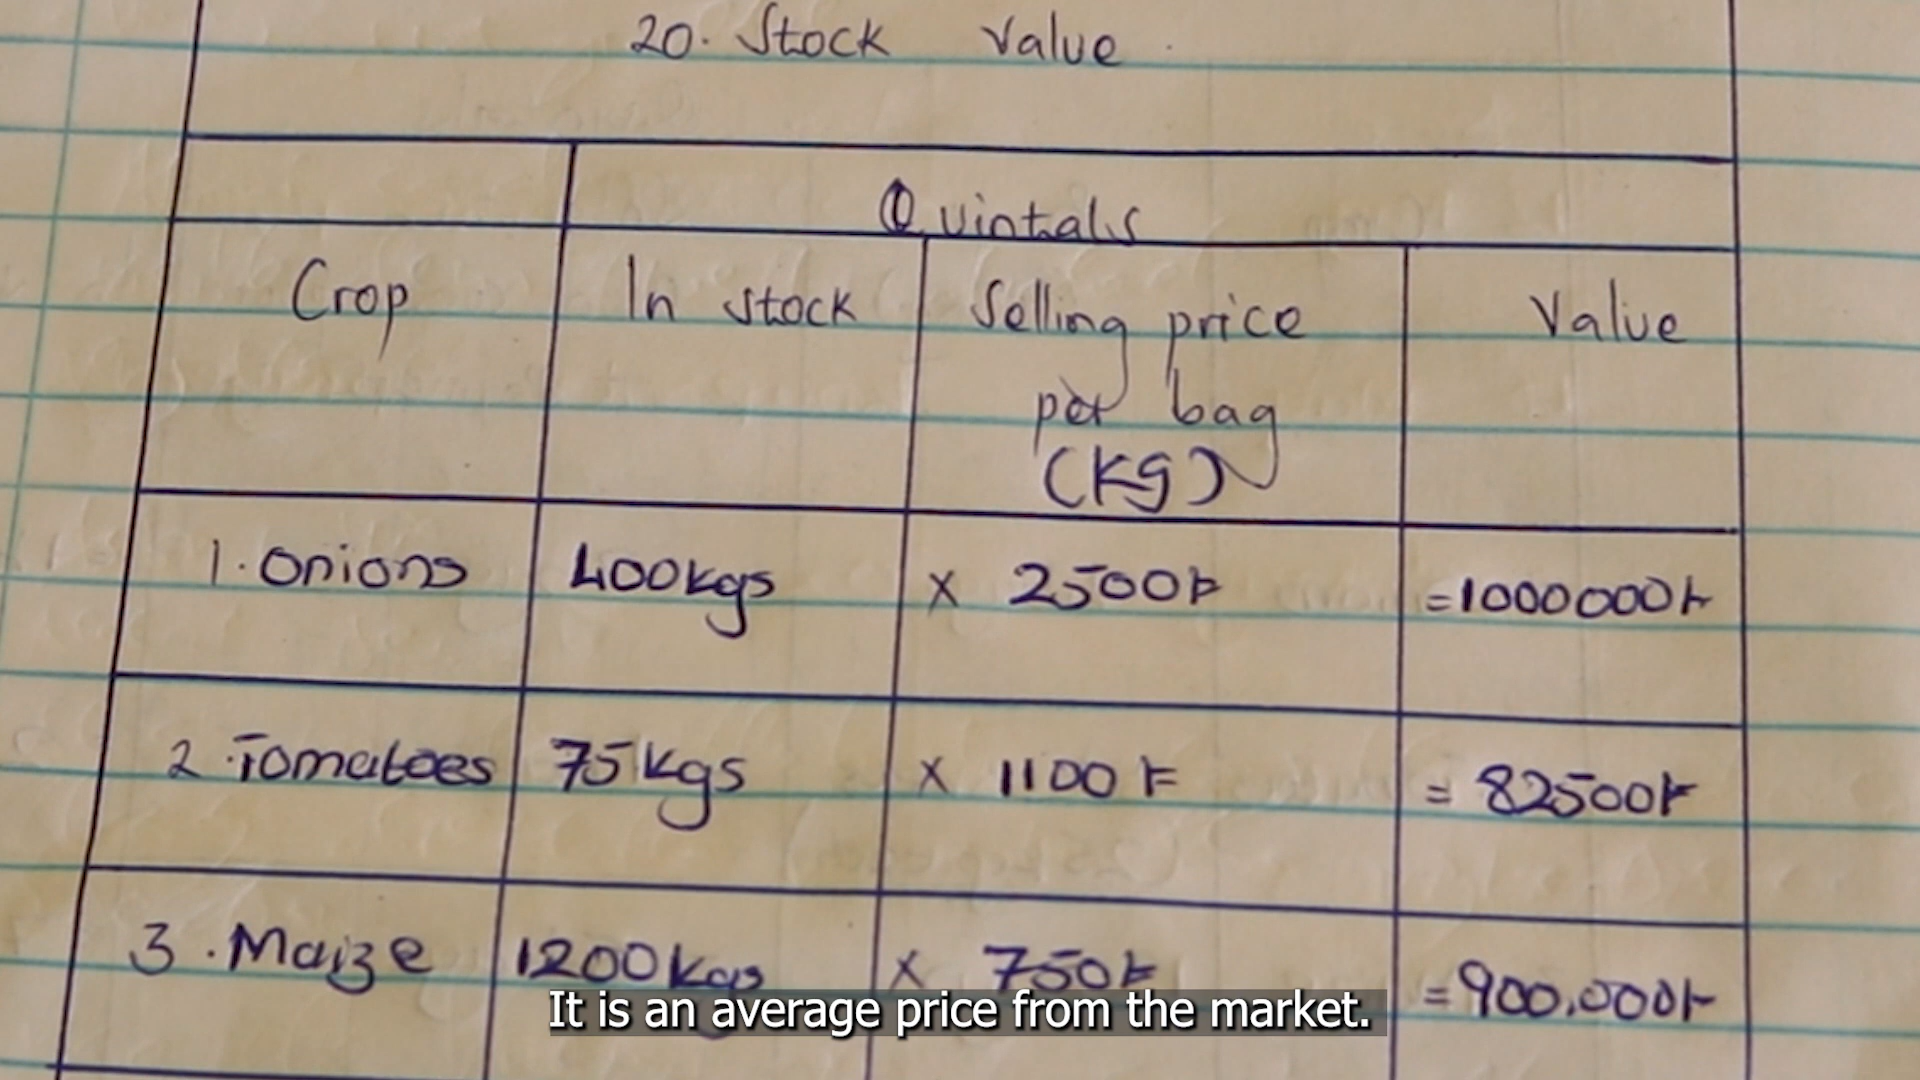 20. Stock Value.
Quintals
Crop In stock Selling price Value
per bag
(Kg)
1. Onions 400kgs x 2500F =1000000F
2. Tomatoes 75kgs x 1100F = 82500F
3. Maize 1200kgs x 750F =900.000F
It is an average price from the market.